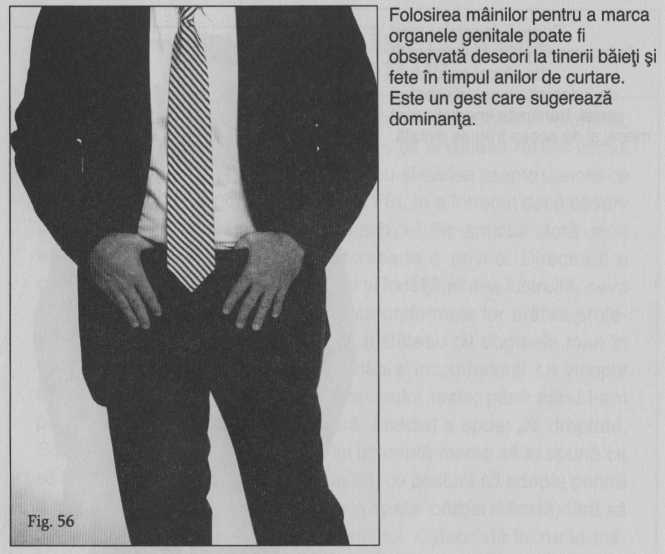 Folosirea mâinilor pentru a marca
organele genitale poate fi
observată deseori la tinerii băieţi şi
fete în timpul anilor de curtare.
Este un gest care sugerează
dominanţa.
Fig. 56